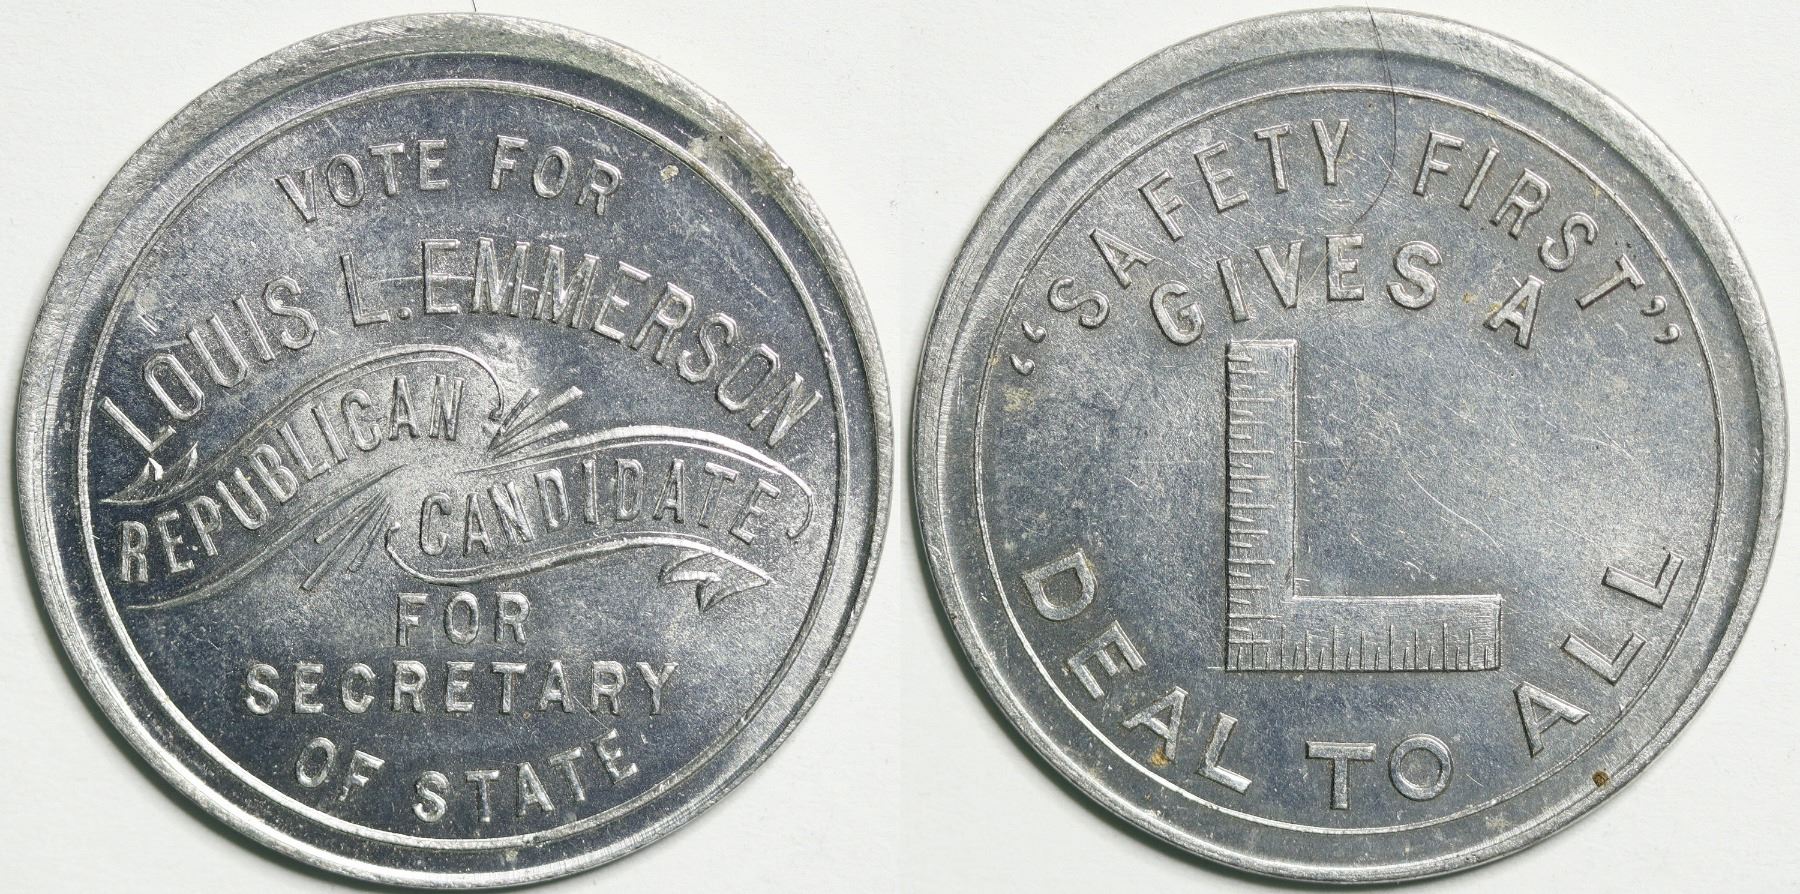 VOTE FOR
LOUIS L. EMMERSON
REPUBLICAN
CANDIDATE
FOR
SECRETARY
OF STATE
"SAFETY FIRST"
GIVES A
DEAL TO ALL